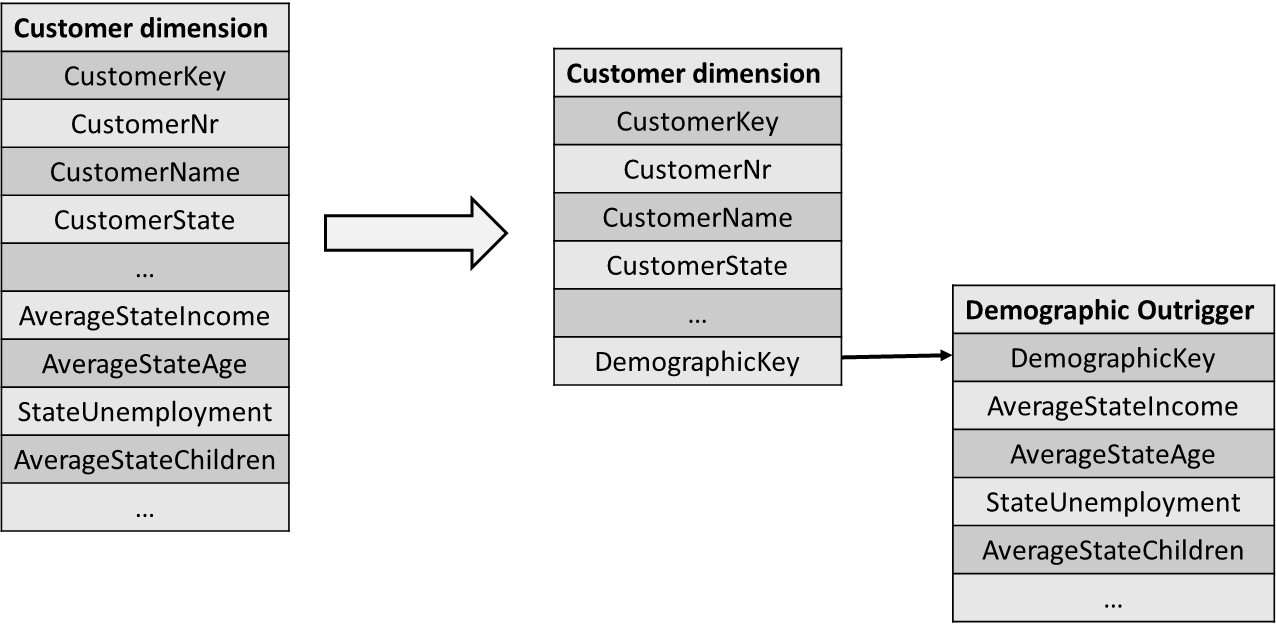 Customer dimension
CustomerKey
CustomerNr
CustomerName
CustomerState
...
AverageStateIncome
AverageStateAge
StateUnemployment
AverageStateChildren
...
Customer dimension
CustomerKey
CustomerNr
CustomerName
CustomerState
...
DemographicKey
Demographic Outrigger
DemographicKey
AverageStateIncome
AverageStateAge
StateUnemployment
AverageStateChildren
...